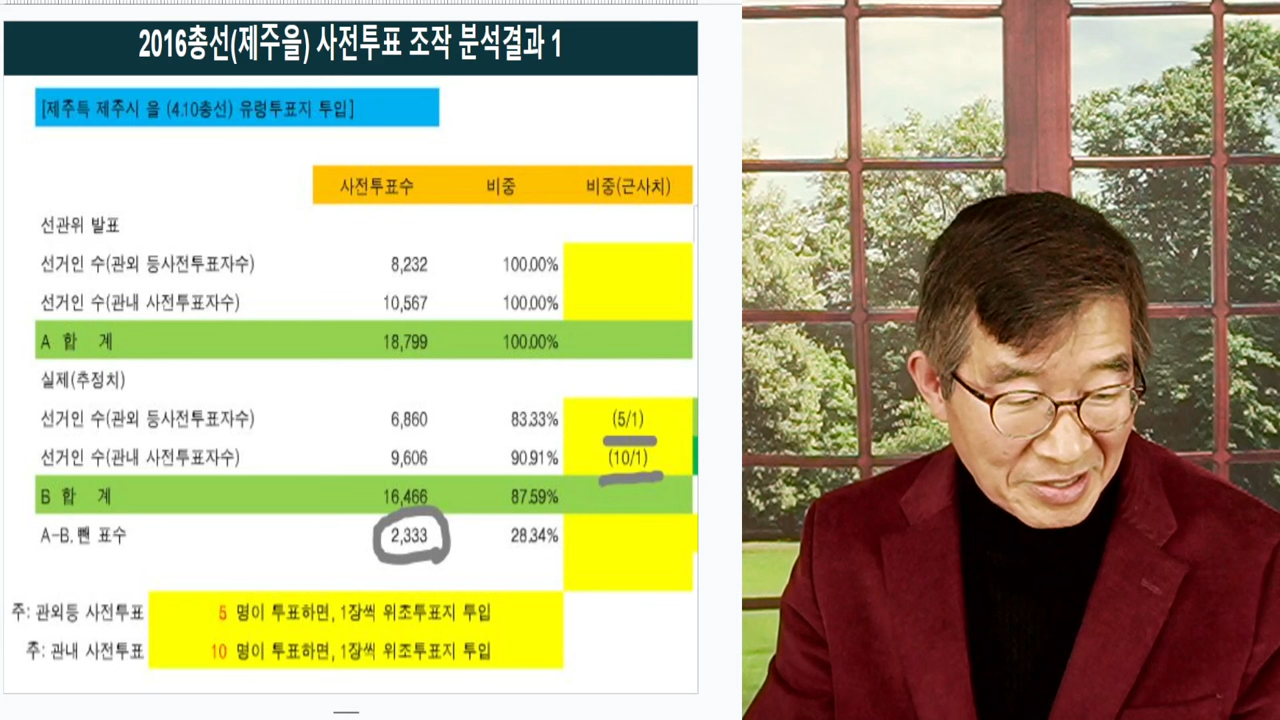 2016총선(제주을) 사전투표 조작 분석결과 1
[제주특 제주시 을 (4.10총선) 유령투표지 투입]
사전투표수 비중 비중(근사치)
선관위 발표
선거인 수(관외 등사전투표자수) 8,232 100.00%
선거인 수(관내 사전투표자수) 10,567 100.00%
A 합 계 18,799 100.00%
실제(추정치)
선거인 수(관외 등사전투표자수) 6,860 83.33% (5/1)
선거인 수(관내 사전투표자수) 9,606 90.91% (10/1)
B 합 계 16,466 87.59%
A-B. 뺀 표수 2,333 28.34%
주: 관외등 사전투표 5 명이 투표하면, 1장씩 위조투표지 투입
주: 관내 사전투표 10 명이 투표하면, 1장씩 위조투표지 투입